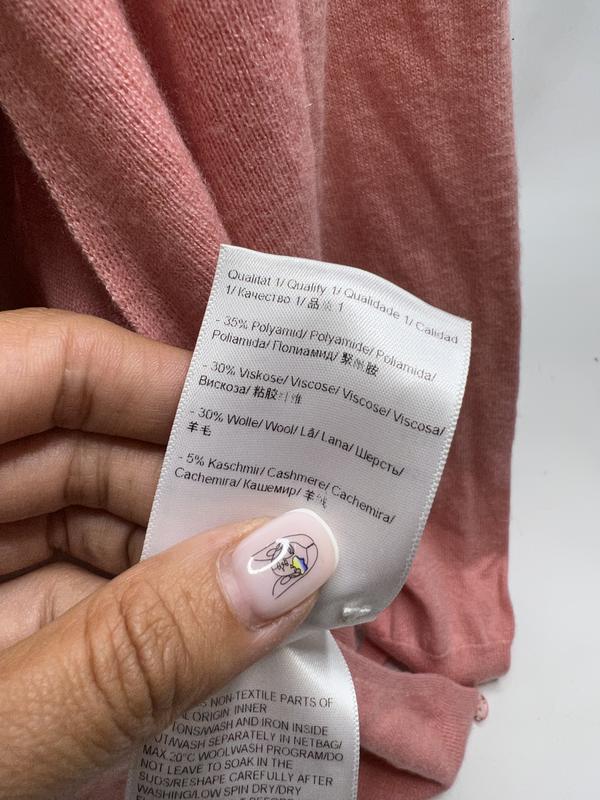 Qualität 1/ Quality 1/ Qualidade 1/ Calidad
1/ Качество 1/ 品 1
- 35% Polyamid/ Polyamide/ Poliamida/
Poliamida/ Полиамид/ 聚酰胺
- 30% Viskose/ Viscose/ Viscose/ Viscosa/
Вискоза/ 粘胶纤维
- 30% Wolle/ Wool/ Lã/ Lana/ Шерсть/
羊毛
- 5% Kaschmir/ Cashmere/ Cachemira/
Cachemira/ Кашемир/ 羊绒
NON-TEXTILE PARTS OF
ORIGIN INNER
WASH AND IRON INSIDE
WASH SEPARATELY IN NETBAG/
MAX.20°C WOOLWASH PROGRAM/DO
NOT LEAVE TO SOAK IN THE
SUDS/RESHAPE CAREFULLY AFTER
WASHING/LOW SPIN DRY/DRY